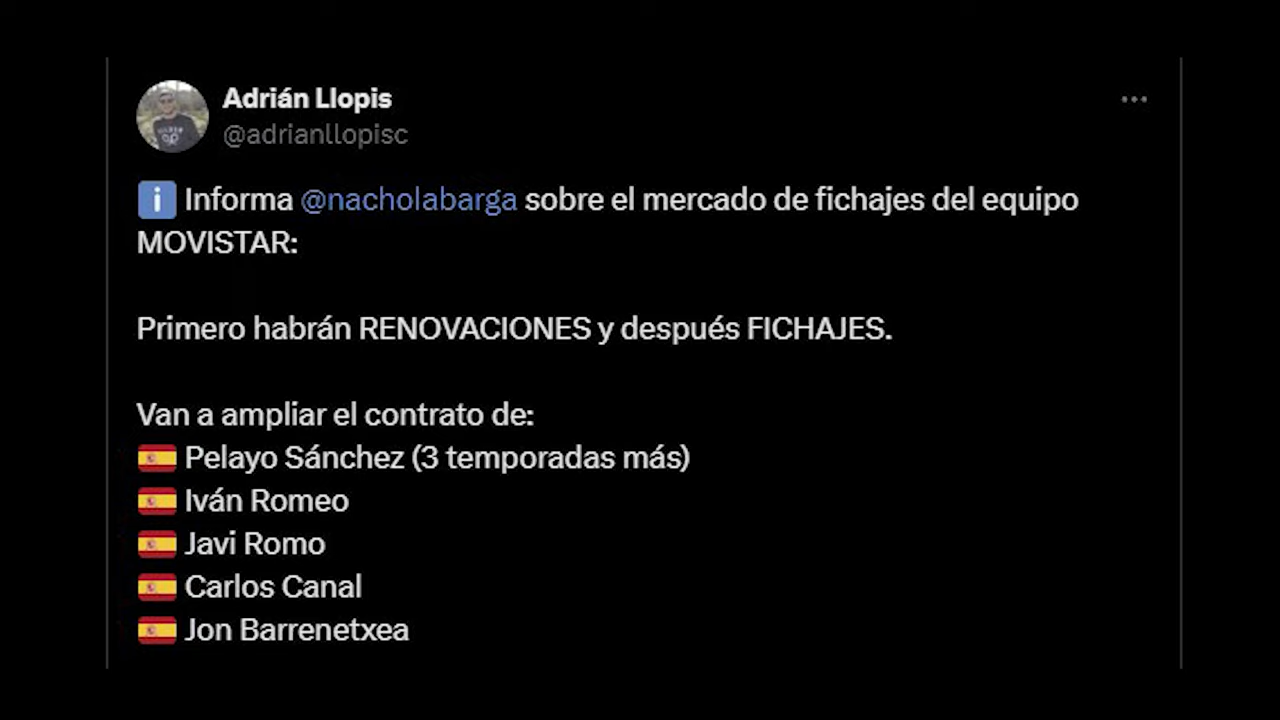 Adrián Llopis
@adrianllopisc
ℹ️ Informa @nacholabarga sobre el mercado de fichajes del equipo
MOVISTAR:
Primero habrán RENOVACIONES y después FICHAJES.
Van a ampliar el contrato de:
🇪🇸 Pelayo Sánchez (3 temporadas más)
🇪🇸 Iván Romeo
🇪🇸 Javi Romo
🇪🇸 Carlos Canal
🇪🇸 Jon Barrenetxea